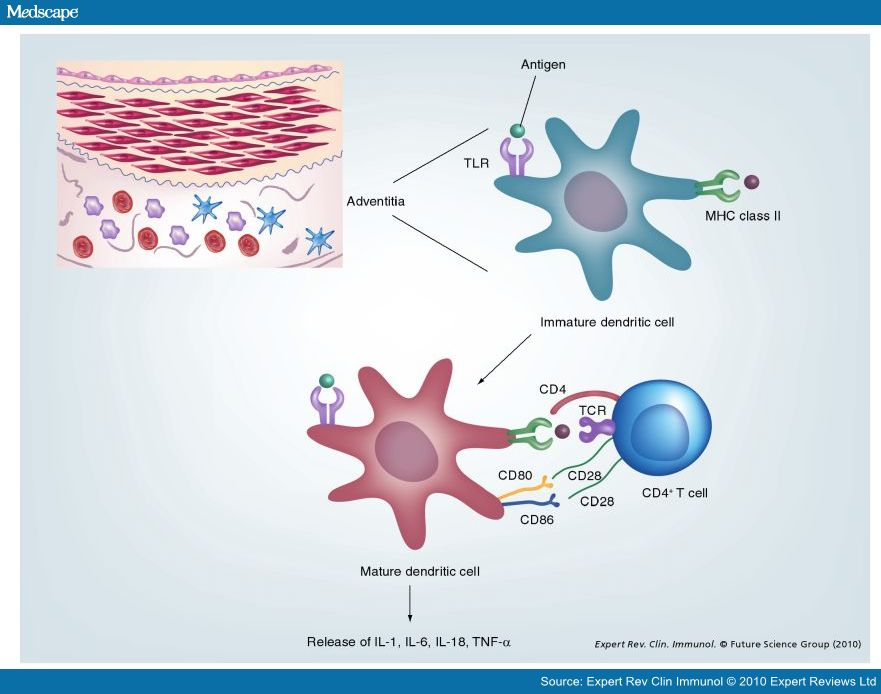 Medscape
Antigen
TLR
Adventitia
MHC class II
Immature dendritic cell
CD4
TCR
CD80
CD28
CD28
CD86
CD4⁺ T cell
Mature dendritic cell
Release of IL-1, IL-6, IL-18, TNF-α
Expert Rev. Clin. Immunol. © Future Science Group (2010)
Source: Expert Rev Clin Immunol © 2010 Expert Reviews Ltd